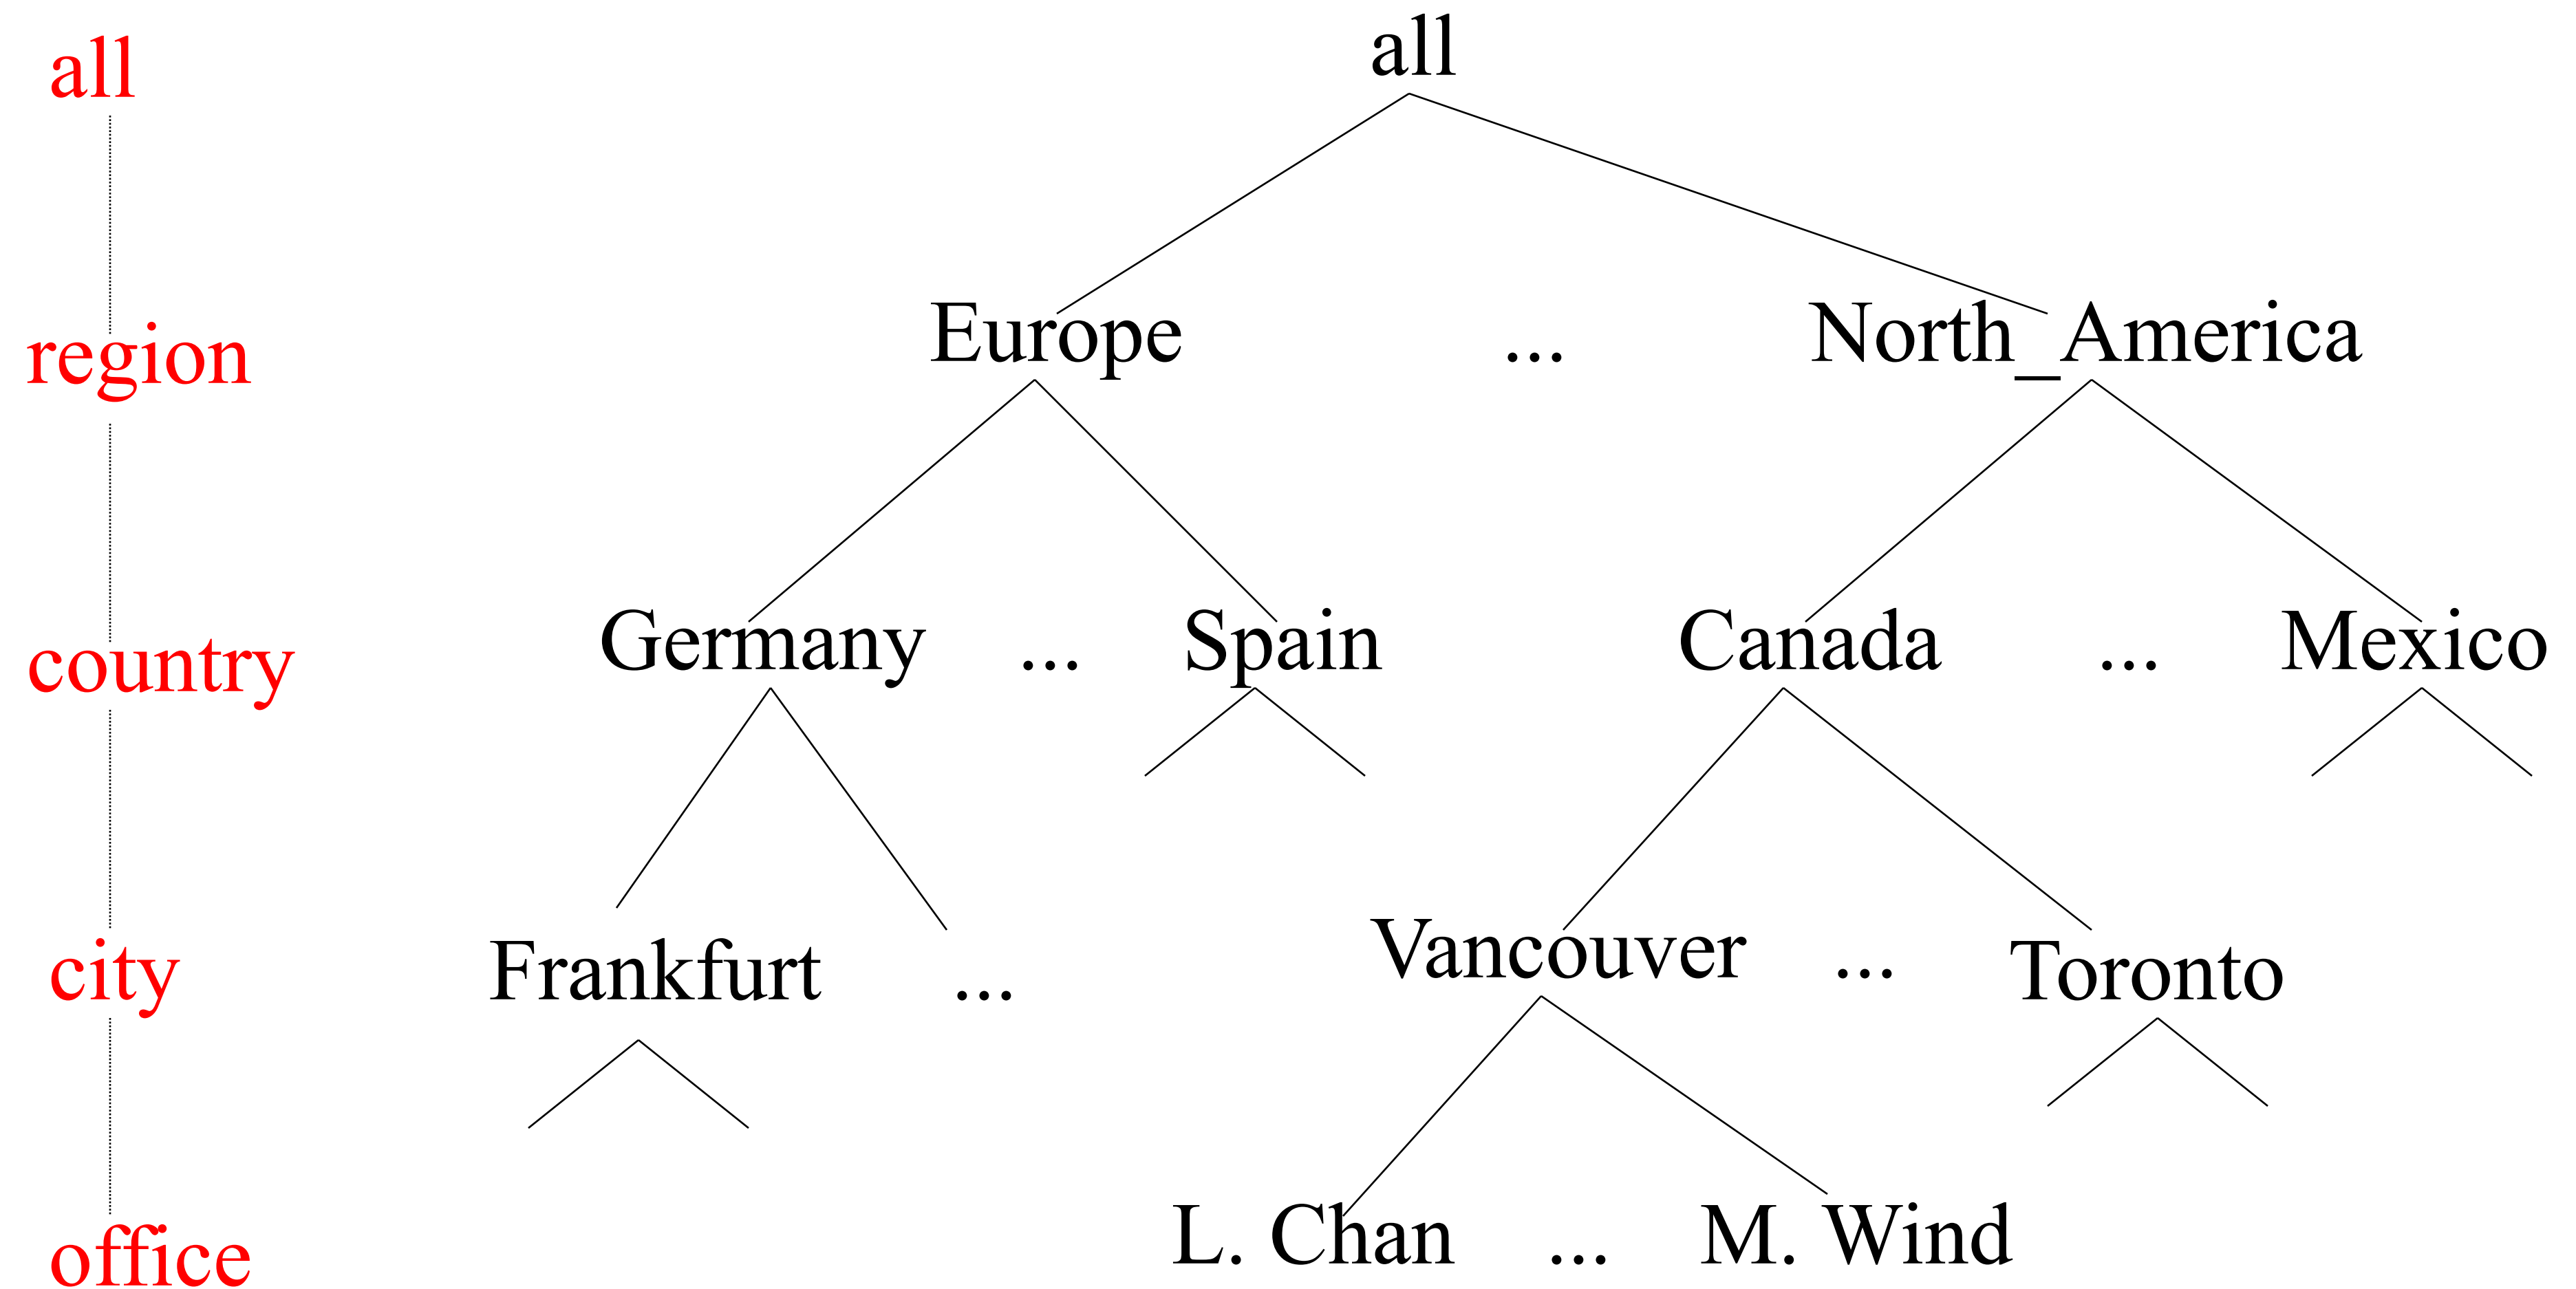 all all
region Europe ... North_America
country Germany ... Spain Canada ... Mexico
city Frankfurt ... Vancouver ... Toronto
office L. Chan ... M. Wind